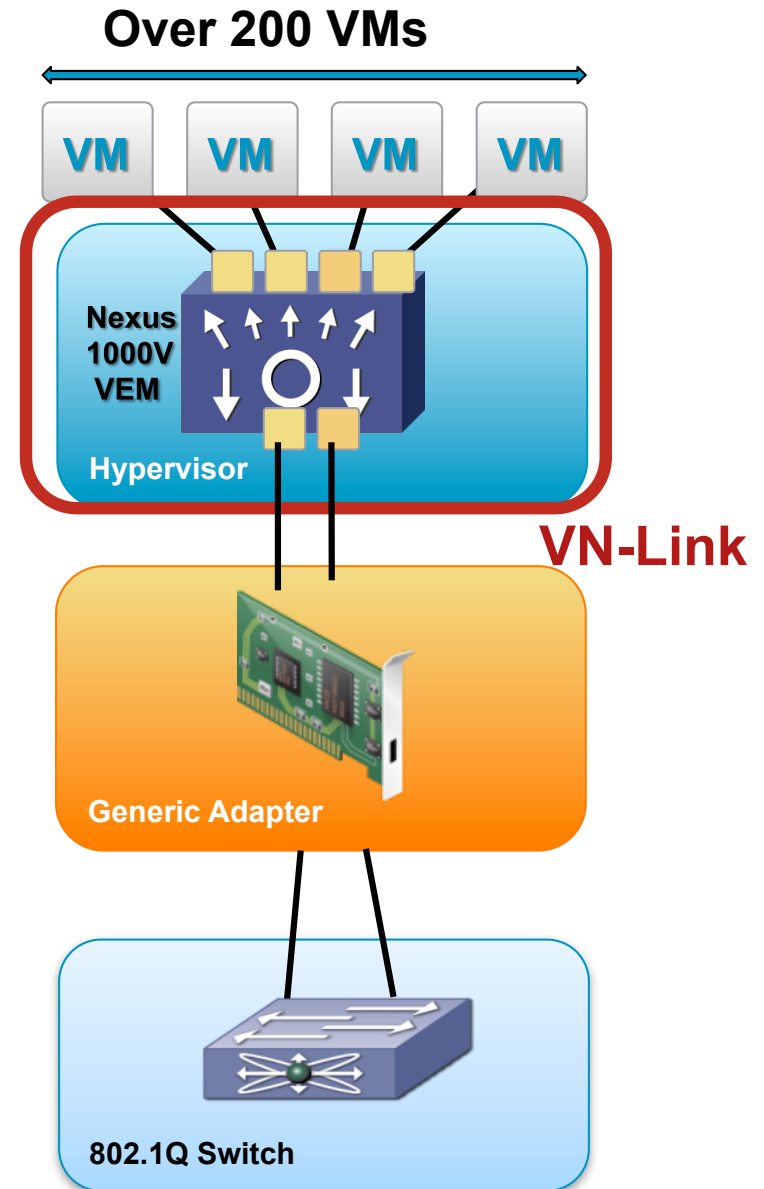 Over 200 VMs
VM VM VM VM
Nexus
1000V
VEM
Hypervisor
VN-Link
Generic Adapter
802.1Q Switch